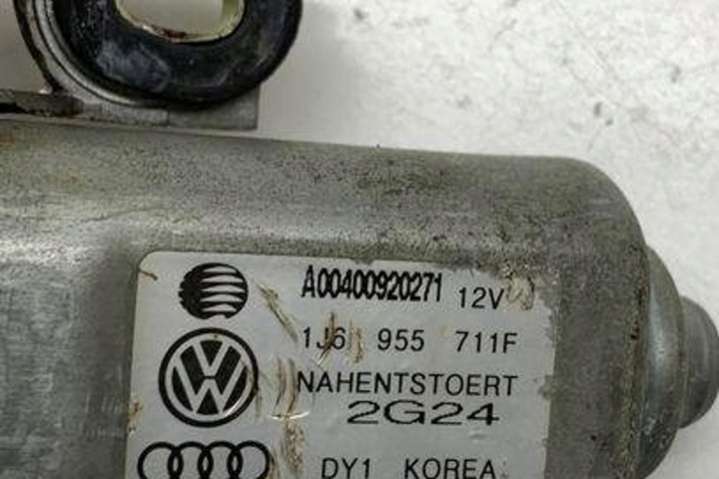 A00400920271 12V
1J6 955 711F
NAHENTSTOERT
2G24
DY1 KOREA